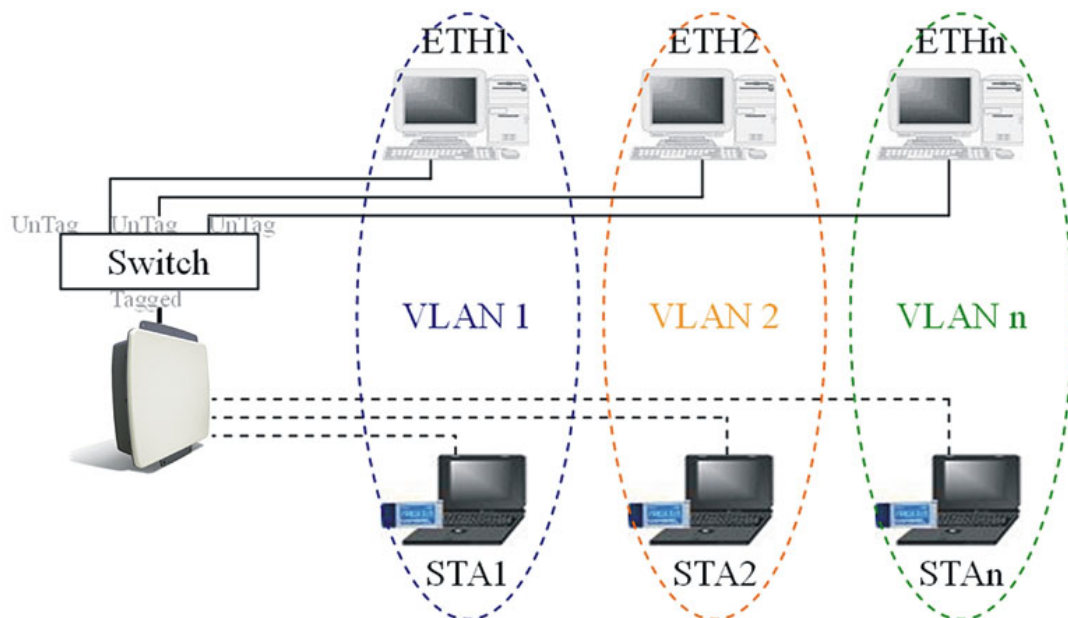 ETH1
ETH2
ETHn
UnTag
UnTag
UnTag
Switch
Tagged
VLAN 1
VLAN 2
VLAN n
STA1
STA2
STAn